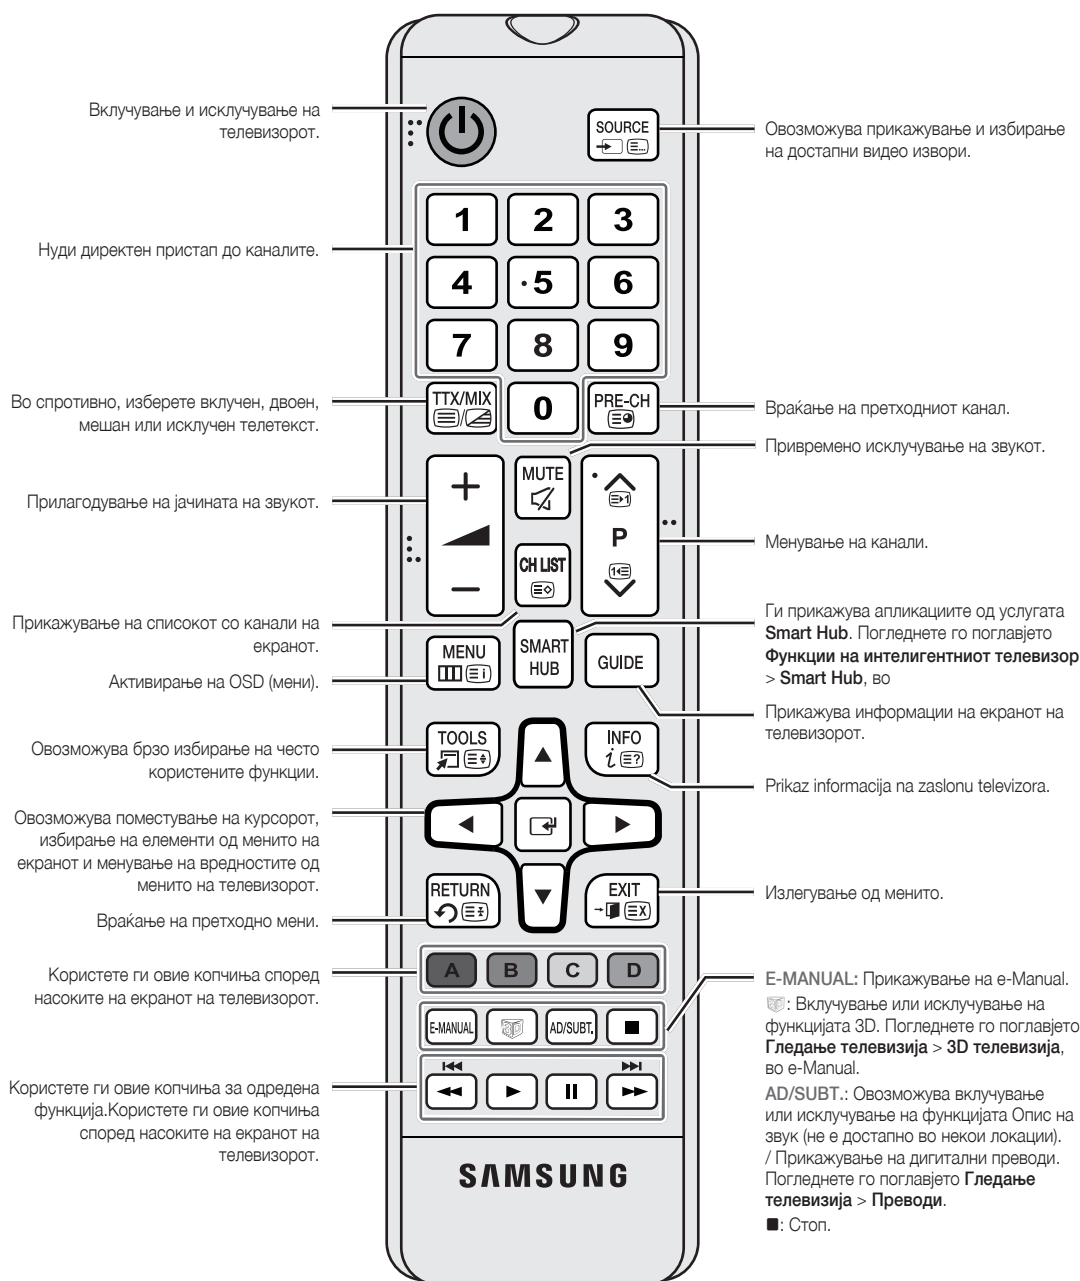 Вклучување и исклучување на
телевизорот.
SOURCE
Овозможува прикажување и избирање
на достапни видео извори.
1 2 3
Нуди директен пристап до каналите.
4 5 6
7 8 9
Во спротивно, изберете вклучен, двоен,
мешан или исклучен телетекст.
TTX/MIX
0
PRE-CH
Враќање на претходниот канал.
Привремено исклучување на звукот.
MUTE
Прилагодување на јачината на звукот.
+
P
Менување на канали.
CH LIST
−
Прикажување на списокот со канали на
екранот.
Ги прикажува апликациите од услугата
Smart Hub. Погледнете го поглавјето
Функции на интелигентниот телевизор
> Smart Hub, во
MENU
SMART
HUB
GUIDE
Активирање на OSD (мени).
Прикажува информации на екранот на
телевизорот.
TOOLS
INFO
Овозможува брзо избирање на често
користените функции.
Prikaz informacija na zaslonu televizora.
Овозможува поместување на курсорот,
избирање на елементи од менито на
екранот и менување на вредностите од
менито на телевизорот.
RETURN
EXIT
Излегување од менито.
Враќање на претходно мени.
A B C D
Користете ги овие копчиња според
насоките на екранот на телевизорот.
E-MANUAL
3D
AD/SUBT.
E-MANUAL: Прикажување на e-Manual.
: Вклучување или исклучување на
функцијата 3D. Погледнете го поглавјето
Гледање телевизија > 3D телевизија,
во e-Manual.
AD/SUBT.: Овозможува вклучување
или исклучување на функцијата Опис на
звук (не е достапно во некои локации).
/ Прикажување на дигитални преводи.
Погледнете го поглавјето Гледање
телевизија > Преводи.
■: Стоп.
Користете ги овие копчиња за одредена
функција.Користете ги овие копчиња
според насоките на екранот на
телевизорот.
SAMSUNG